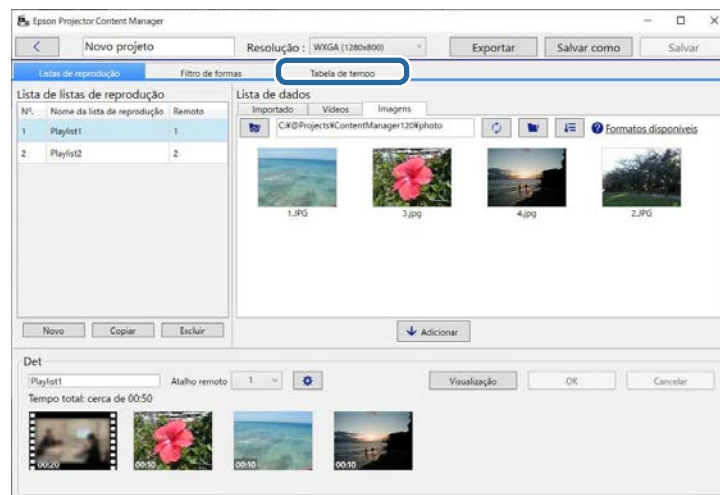 Epson Projector Content Manager
Novo projeto Resolução : WXGA (1280x800) Exportar Salvar como Salvar
Listas de reprodução Filtro de formas Tabela de tempo
Lista de listas de reprodução
Nº. Nome da lista de reprodução Remoto
1 Playlist1 1
2 Playlist2 2
Novo Copiar Excluir
Lista de dados
Importado Vídeos Imagens
C:¥@Projects¥ContentManager120¥photo ? Formatos disponíveis
1.JPG 3.jpg 4.jpg 2.JPG
Adicionar
Det
Playlist1 Atalho remoto 1 Visualização OK Cancelar
Tempo total: cerca de 00:50
00:20 00:10 00:10 00:10